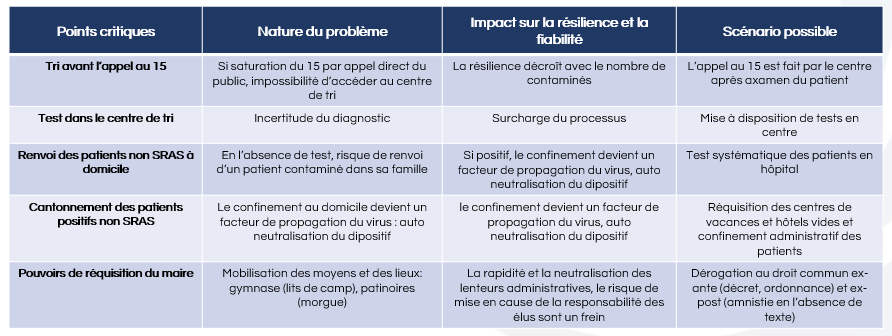 Points critiques
Nature du problème
Impact sur la résilience et la
fiabilité
Scénario possible
Tri avant l'appel au 15
Si saturation du 15 par appel direct du
public, impossibilité d'accéder au centre
de tri
La résilience décroît avec le nombre de
contaminés
L'appel au 15 est fait par le centre
après axamen du patient
Test dans le centre de tri
Incertitude du diagnostic
Surcharge du processus
Mise à disposition de tests en
centre
Renvoi des patients non SRAS à
domicile
En l'absence de test, risque de renvoi
d'un patient contaminé dans sa famille
Si positif, le confinement devient un
facteur de propagation du virus, auto
neutralisation du dipositif
Test systématique des patients en
hôpital
Cantonnement des patients
positifs non SRAS
Le confinement au domicile devient un
facteur de propagation du virus : auto
neutralisation du dipositif
le confinement devient un facteur de
propagation du virus, auto
neutralisation du dipositif
Réquisition des centres de
vacances et hôtels vides et
confinement administratif des
patients
Pouvoirs de réquisition du maire
Mobilisation des moyens et des lieux:
gymnase (lits de camp), patinoires
(morgue)
La rapidité et la neutralisation des
lenteurs administratives, le risque de
mise en cause de la responsabilité des
élus sont un frein
Dérogation au droit commun ex-
ante (décret, ordonnance) et ex-
post (amnistie en l'absence de
texte)